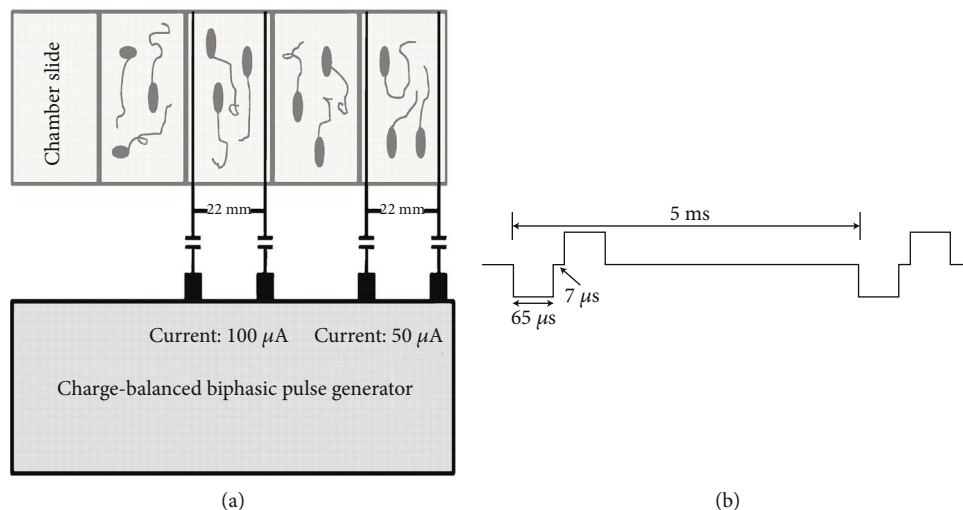 Chamber slide
22 mm
22 mm
Current: 100 μA
Current: 50 μA
Charge-balanced biphasic pulse generator
(a)
5 ms
7 μs
65 μs
(b)